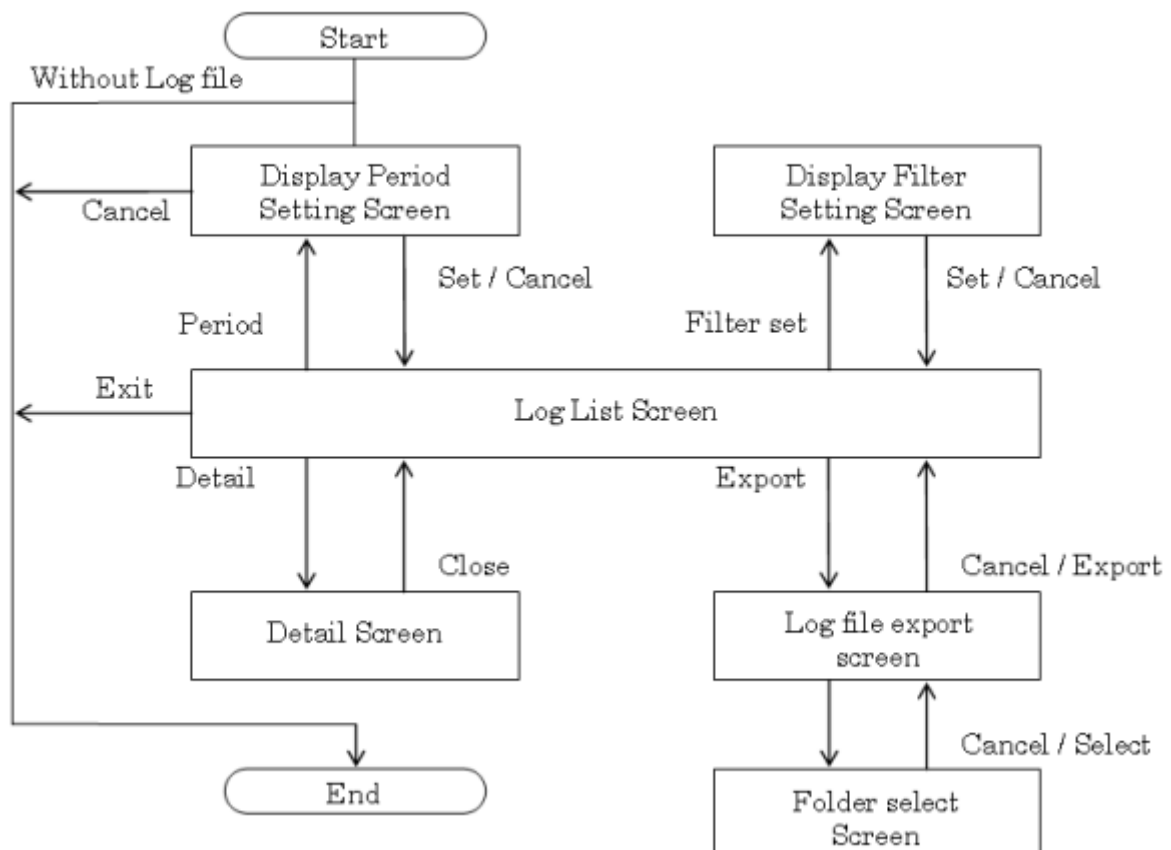 Start
Without Log file
Display Period
Setting Screen
Display Filter
Setting Screen
Cancel
Set / Cancel
Set / Cancel
Period
Filter set
Exit
Log List Screen
Detail
Export
Close
Cancel / Export
Detail Screen
Log file export
screen
Cancel / Select
End
Folder select
Screen